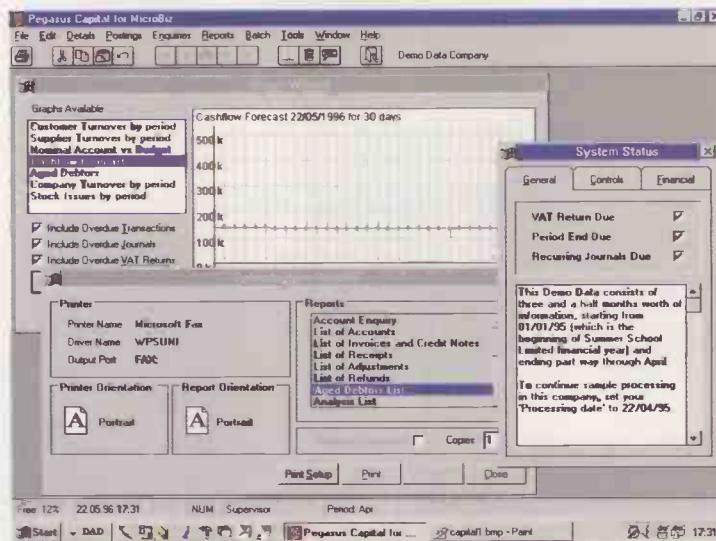 Pegasus Capital for MicroBiz
File Edit Details Postings Enquiries Reports Batch Tools Window Help
Demo Data Company
Graphs Available
Customer Turnover by period
Supplier Turnover by period
Nominal Account vs Budget
Aged Debtors
Company Turnover by period
Stock Issues by period
Include Overdue Transactions
Include Overdue Journals
Include Overdue VAT Returns
Cashflow Forecast 22/05/1996 for 30 days
500 k
400 k
300 k
200 k
100 k
0 k
System Status
General Controls Financial
VAT Return Due
Period End Due
Recurring Journals Due
This Demo Data consists of
three and a half months worth of
information, starting from
01/01/95 (which is the
beginning of Summer School
Limited financial year) and
ending part way through April
To continue sample processing
in this company, set your
'Processing date' to 22/04/95
Printer
Printer Name Microsoft Fax
Driver Name WPSUNI
Output Port FAX:
Printer Orientation
A Portrait
Report Orientation
A Portrait
Reports
Account Enquiry
List of Accounts
List of Invoices and Credit Notes
List of Receipts
List of Adjustments
List of Refunds
Aged Debtors List
Analysis List
Copies 1
Print Setup Print Close
Free 12% 22.05.96 17:31 NUM Supervisor Period: Apr
Start DAD Pegasus Capital for ... capital1.bmp - Paint 17:31